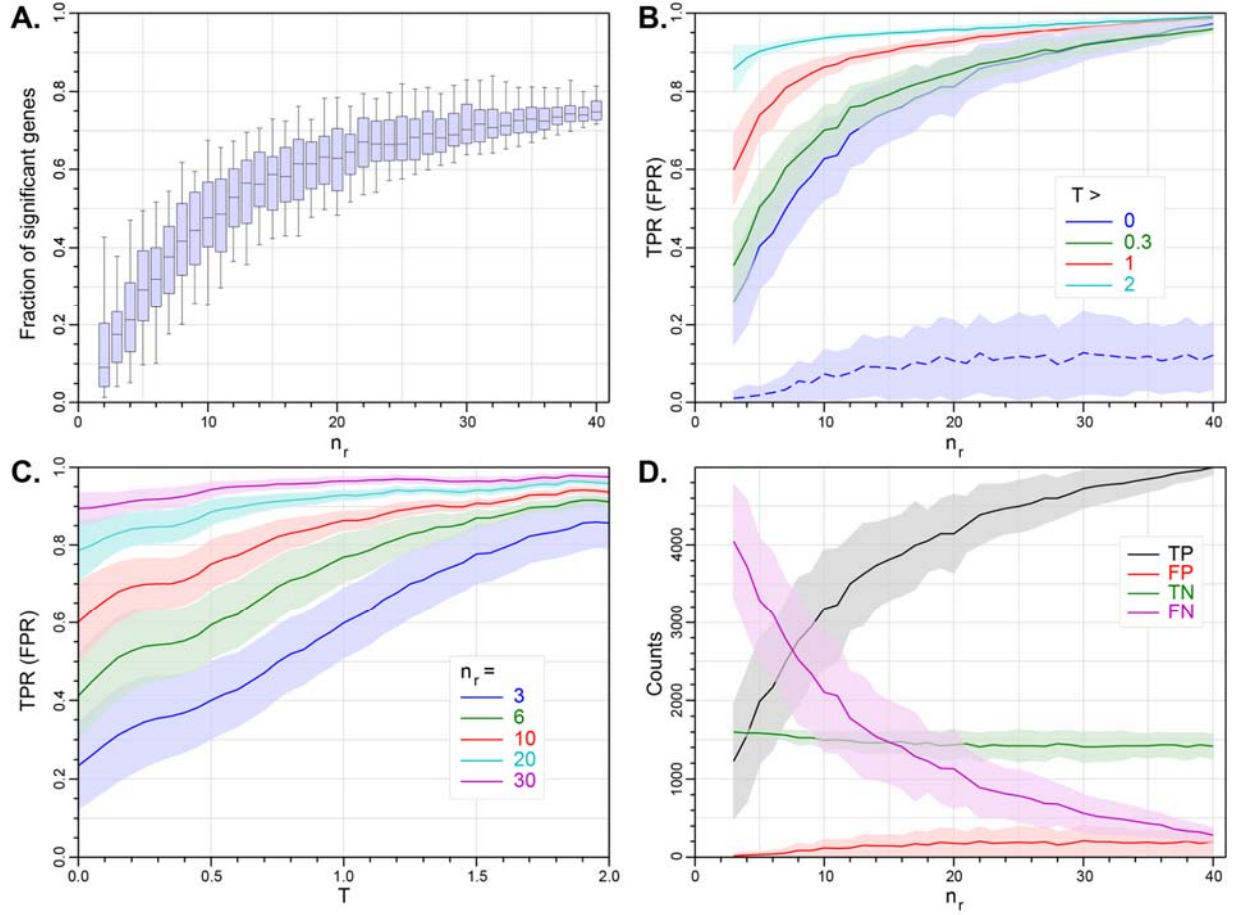 A.
Fraction of significant genes
0.0 0.2 0.4 0.6 0.8 1.0
0 10 20 30 40
n_r
B.
TPR (FPR)
0.0 0.2 0.4 0.6 0.8 1.0
T >
0
0.3
1
2
0 10 20 30 40
n_r
C.
TPR (FPR)
0.0 0.2 0.4 0.6 0.8 1.0
n_r =
3
6
10
20
30
0.0 0.5 1.0 1.5 2.0
T
D.
Counts
0 1000 2000 3000 4000
TP
FP
TN
FN
0 10 20 30 40
n_r